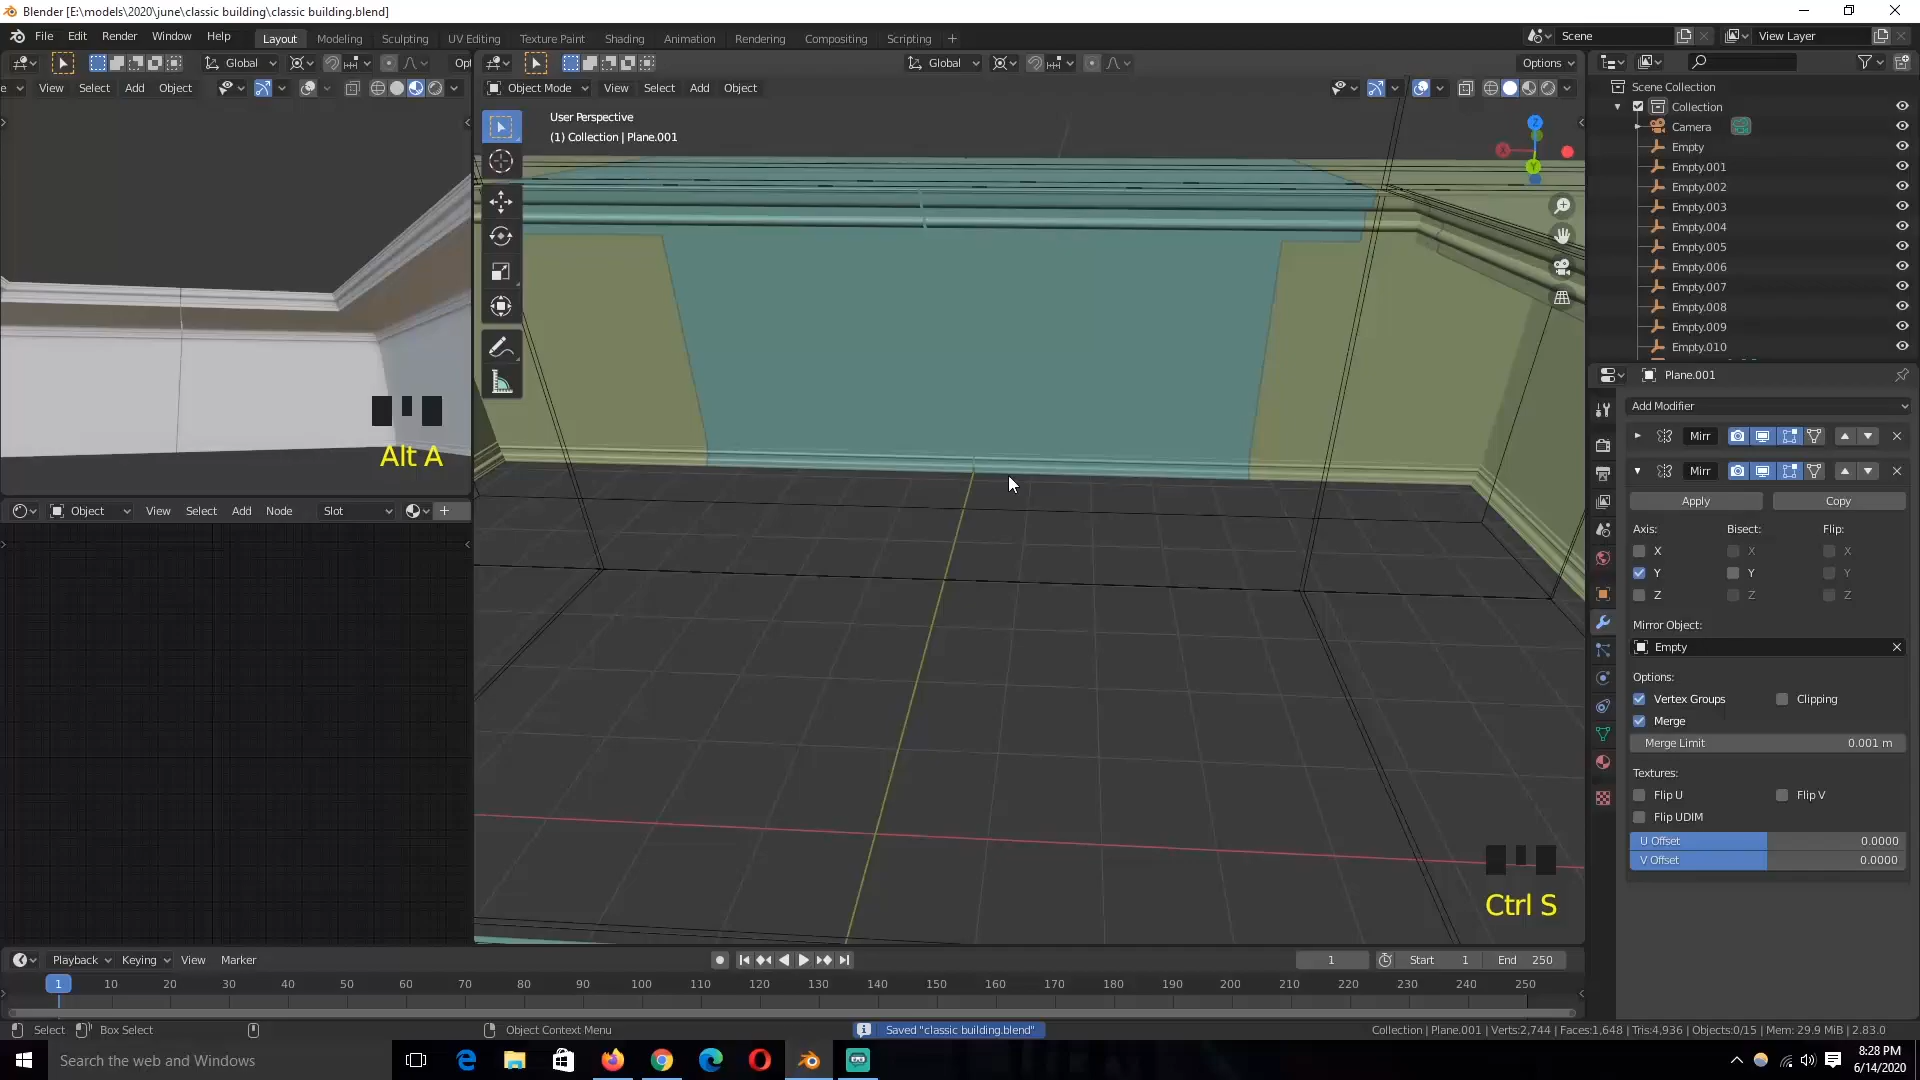 Blender [E:\models\2020\june\classic building\classic building.blend]
File Edit Render Window Help Layout Modeling Sculpting UV Editing Texture Paint Shading Animation Rendering Compositing Scripting + Scene View Layer
Global Opt Global Options
e View Select Add Object Object Mode View Select Add Object
Scene Collection
Collection
Camera
Empty
Empty.001
Empty.002
Empty.003
Empty.004
Empty.005
Empty.006
Empty.007
Empty.008
Empty.009
Empty.010
User Perspective
(1) Collection | Plane.001
X
Z
Y
Alt A
Object View Select Add Node Slot
Plane.001
Add Modifier
Mirr
Mirr
Apply Copy
Axis: Bisect: Flip:
X X X
Y Y Y
Z Z Z
Mirror Object:
Empty
Options:
Vertex Groups Clipping
Merge
Merge Limit 0.001 m
Textures:
Flip U Flip V
Flip UDIM
U Offset 0.0000
V Offset 0.0000
Ctrl S
Playback Keying View Marker 1 Start 1 End 250
1 10 20 30 40 50 60 70 80 90 100 110 120 130 140 150 160 170 180 190 200 210 220 230 240 250
Select Box Select Object Context Menu Saved "classic building.blend" Collection | Plane.001 | Verts:2,744 | Faces:1,648 | Tris:4,936 | Objects:0/15 | Mem: 29.9 MiB | 2.83.0
Search the web and Windows
8:28 PM
6/14/2020